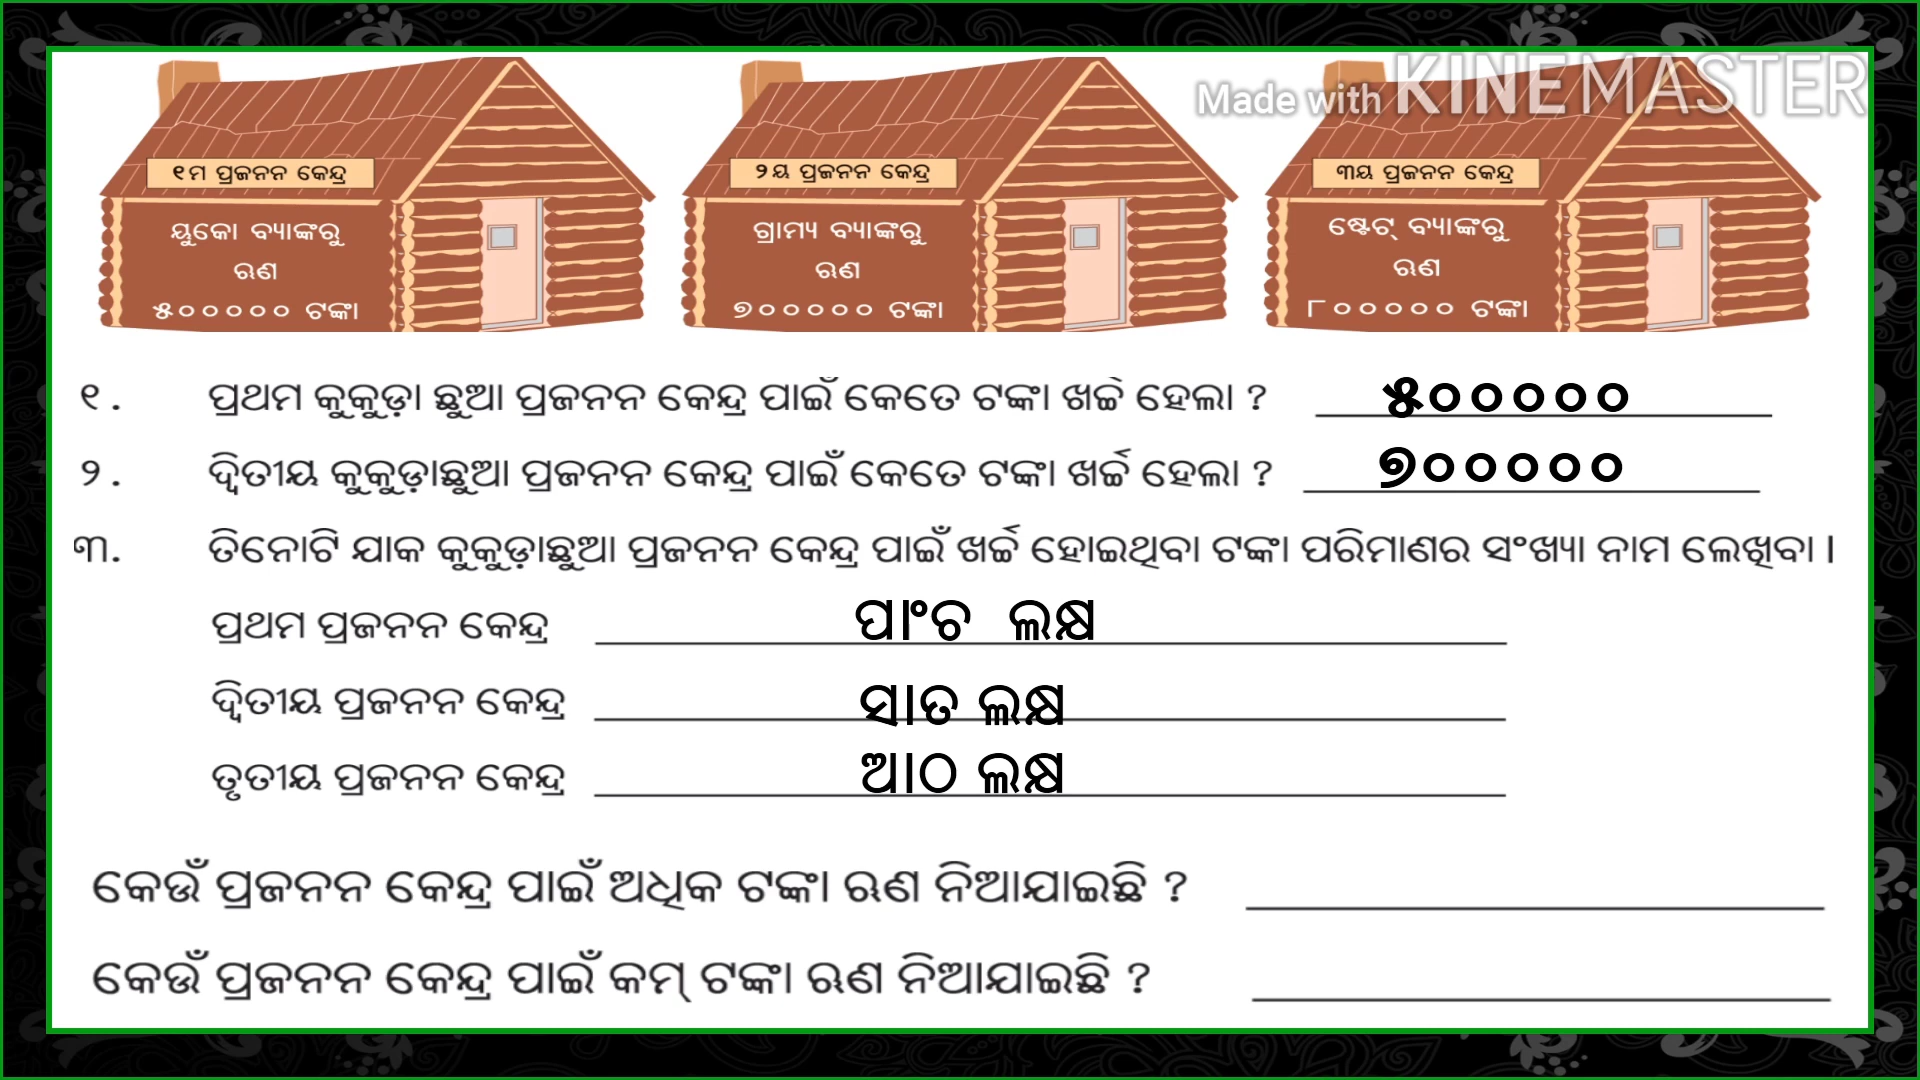 Made with KINEMASTER
୧ମ ପ୍ରଜନନ କେନ୍ଦ୍ର
ୟୁକୋ ବ୍ୟାଙ୍କରୁ
ଋଣ
୫୦୦୦୦୦ ଟଙ୍କା
୨ୟ ପ୍ରଜନନ କେନ୍ଦ୍ର
ଗ୍ରାମ୍ୟ ବ୍ୟାଙ୍କରୁ
ଋଣ
୭୦୦୦୦୦ ଟଙ୍କା
୩ୟ ପ୍ରଜନନ କେନ୍ଦ୍ର
ଷ୍ଟେଟ୍ ବ୍ୟାଙ୍କରୁ
ଋଣ
୮୦୦୦୦୦ ଟଙ୍କା
୧. ପ୍ରଥମ କୁକୁଡ଼ା ଛୁଆ ପ୍ରଜନନ କେନ୍ଦ୍ର ପାଇଁ କେତେ ଟଙ୍କା ଖର୍ଚ୍ଚ ହେଲା ? ୫୦୦୦୦୦
୨. ଦ୍ୱିତୀୟ କୁକୁଡ଼ାଛୁଆ ପ୍ରଜନନ କେନ୍ଦ୍ର ପାଇଁ କେତେ ଟଙ୍କା ଖର୍ଚ୍ଚ ହେଲା ? ୭୦୦୦୦୦
୩. ତିନୋଟି ଯାକ କୁକୁଡ଼ାଛୁଆ ପ୍ରଜନନ କେନ୍ଦ୍ର ପାଇଁ ଖର୍ଚ୍ଚ ହୋଇଥିବା ଟଙ୍କା ପରିମାଣର ସଂଖ୍ୟା ନାମ ଲେଖିବା ।
ପ୍ରଥମ ପ୍ରଜନନ କେନ୍ଦ୍ର ପାଂଚ ଲକ୍ଷ
ଦ୍ୱିତୀୟ ପ୍ରଜନନ କେନ୍ଦ୍ର ସାତ ଲକ୍ଷ
ତୃତୀୟ ପ୍ରଜନନ କେନ୍ଦ୍ର ଆଠ ଲକ୍ଷ
କେଉଁ ପ୍ରଜନନ କେନ୍ଦ୍ର ପାଇଁ ଅଧିକ ଟଙ୍କା ଋଣ ନିଆଯାଇଛି ?
କେଉଁ ପ୍ରଜନନ କେନ୍ଦ୍ର ପାଇଁ କମ୍ ଟଙ୍କା ଋଣ ନିଆଯାଇଛି ?